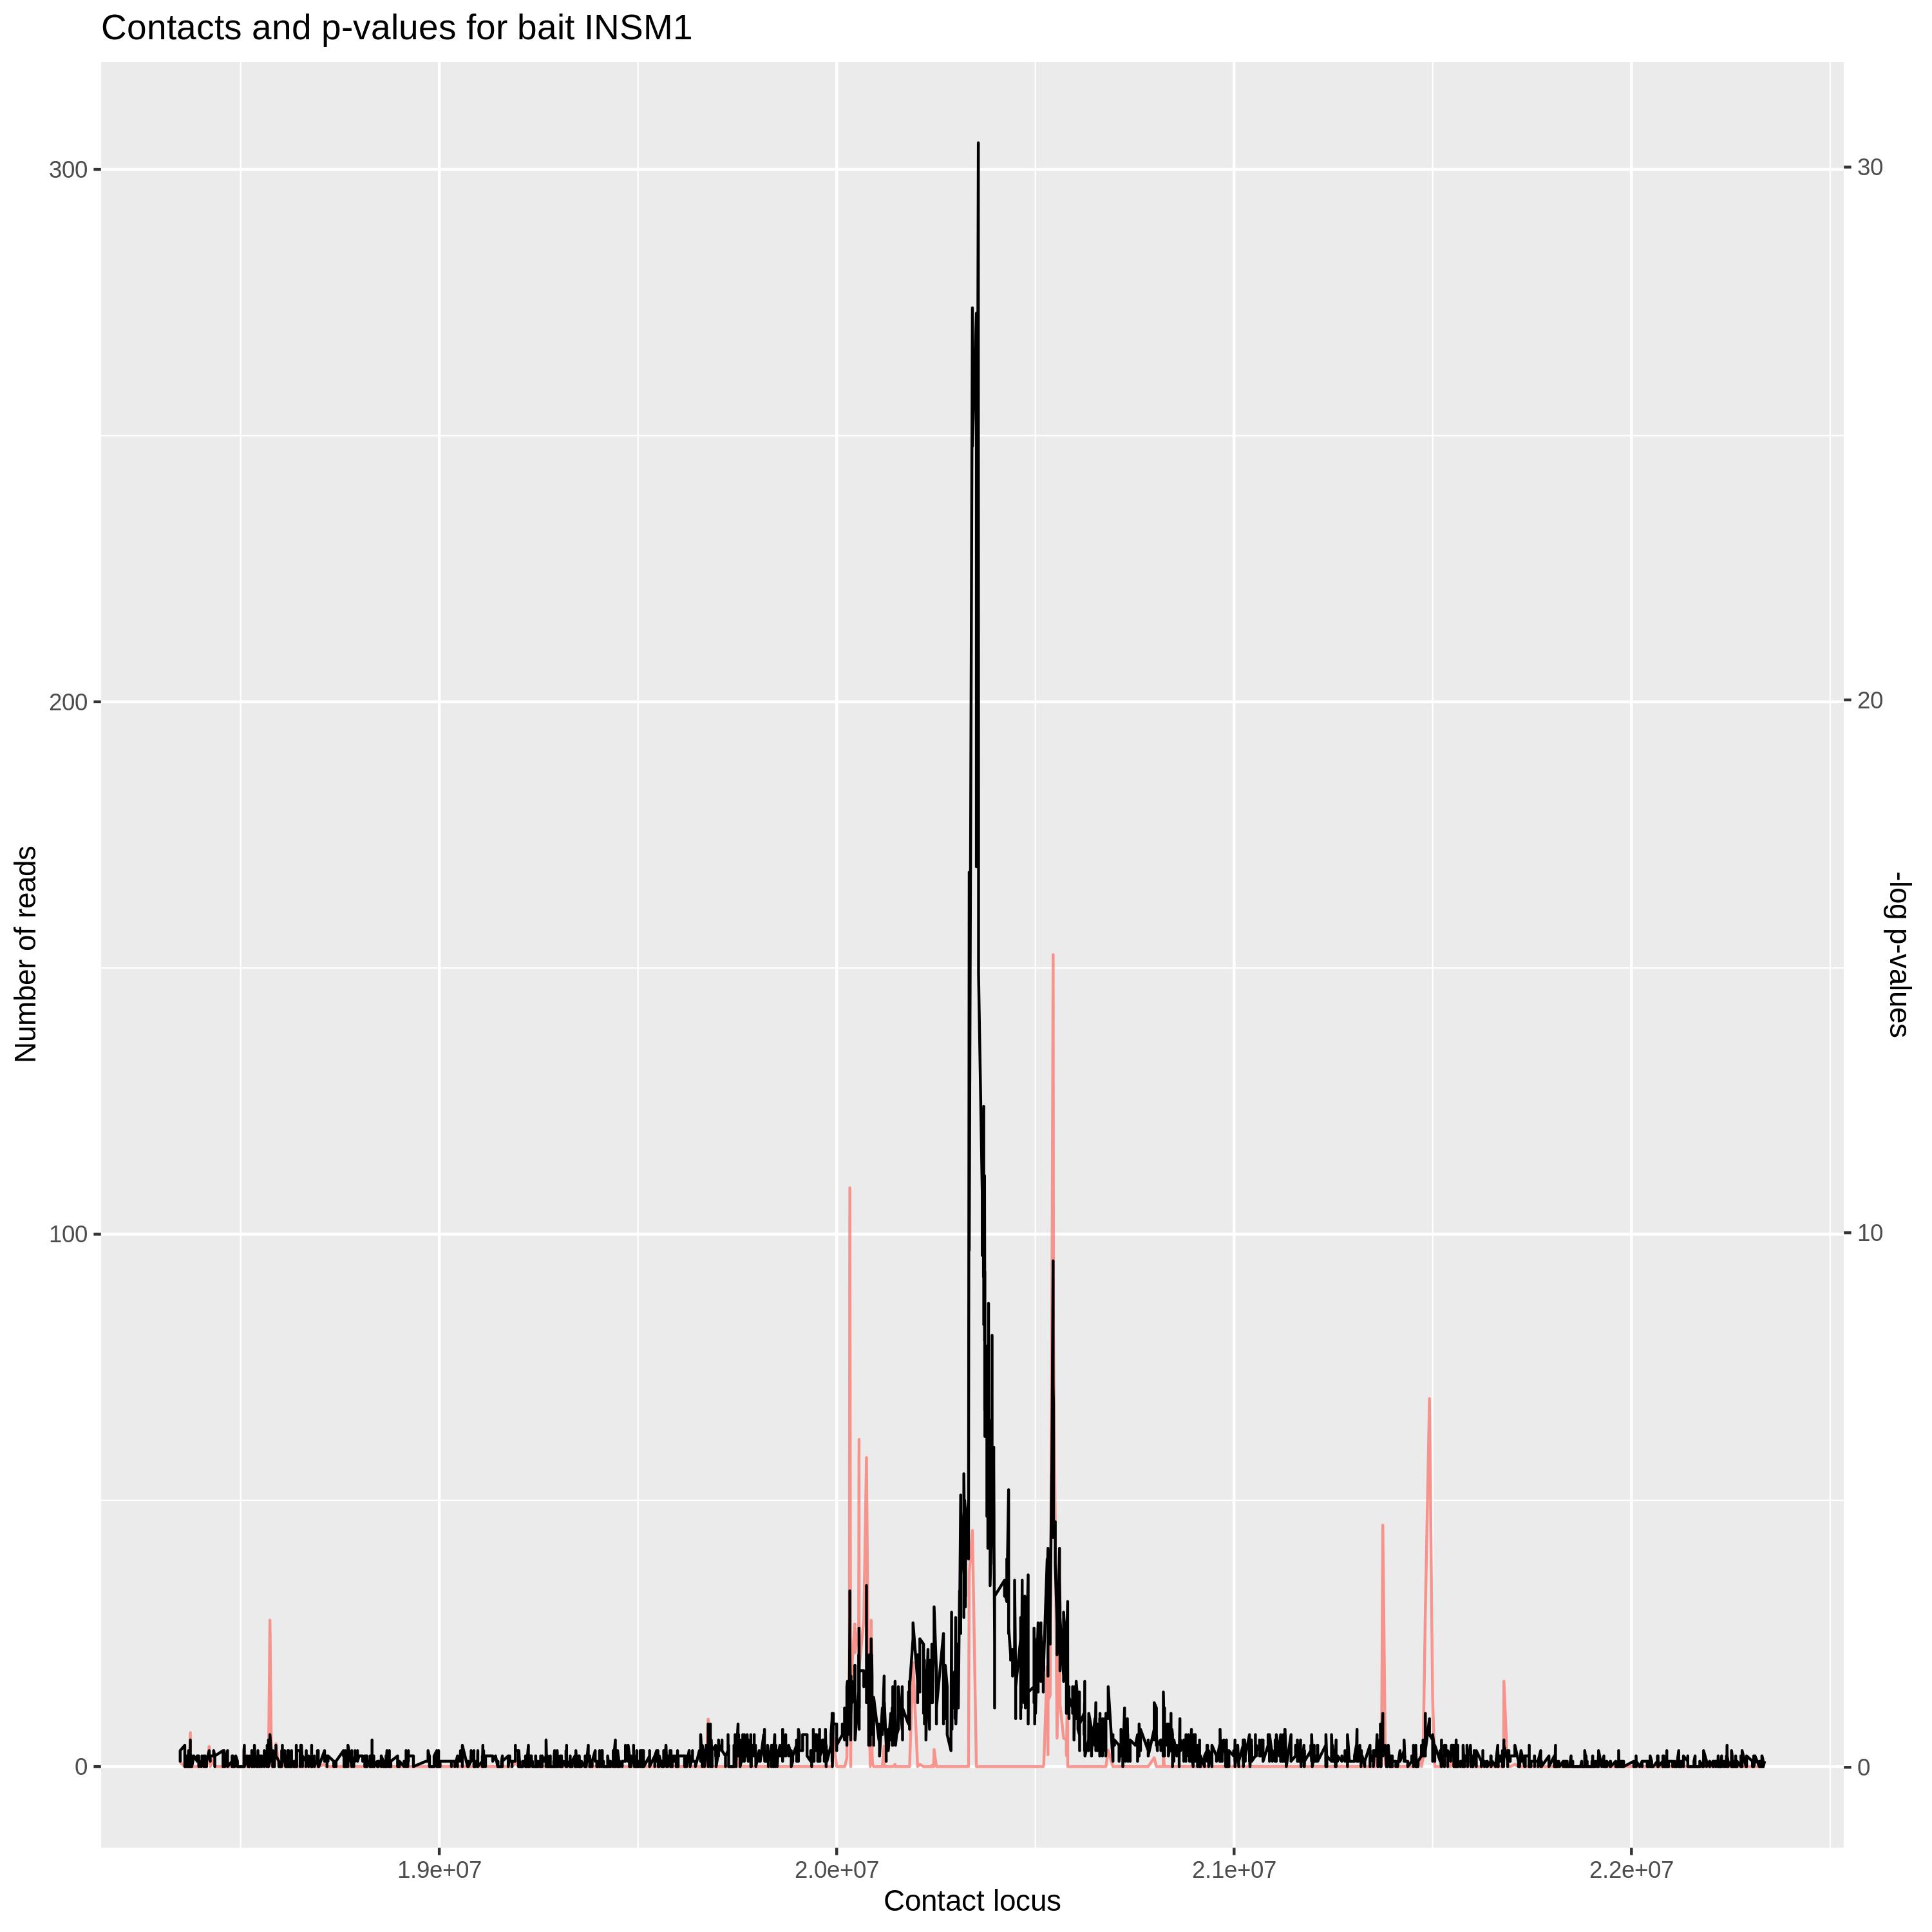 Contacts and p-values for bait INSM1
300
200
100
0
30
20
10
0
Number of reads
-log p-values
1.9e+07
2.0e+07
2.1e+07
2.2e+07
Contact locus